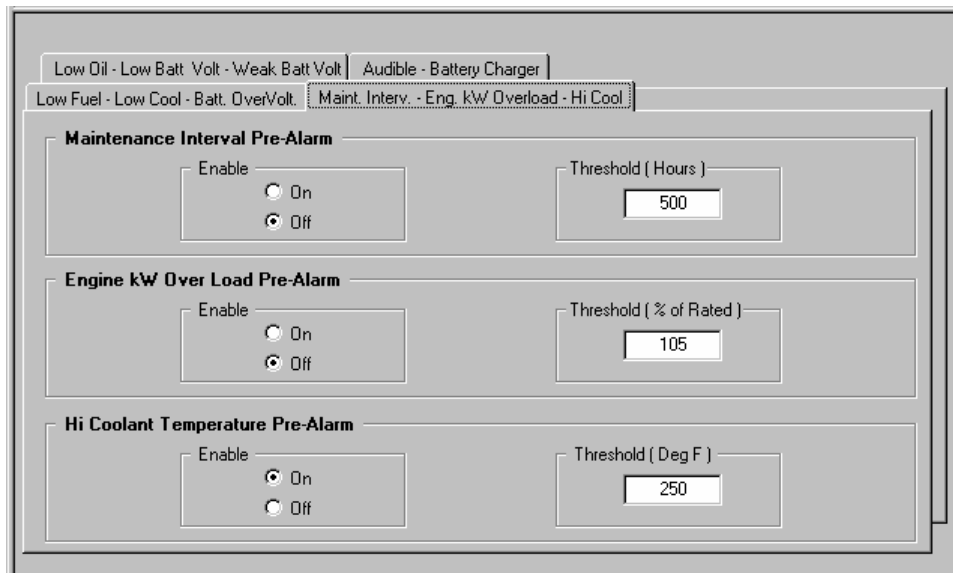 Low Oil - Low Batt Volt - Weak Batt Volt
Audible - Battery Charger
Low Fuel - Low Cool - Batt. OverVolt.
Maint. Interv. - Eng. kW Overload - Hi Cool
Maintenance Interval Pre-Alarm
Enable
On
Off
Threshold ( Hours )
500
Engine kW Over Load Pre-Alarm
Enable
On
Off
Threshold ( % of Rated )
105
Hi Coolant Temperature Pre-Alarm
Enable
On
Off
Threshold ( Deg F )
250